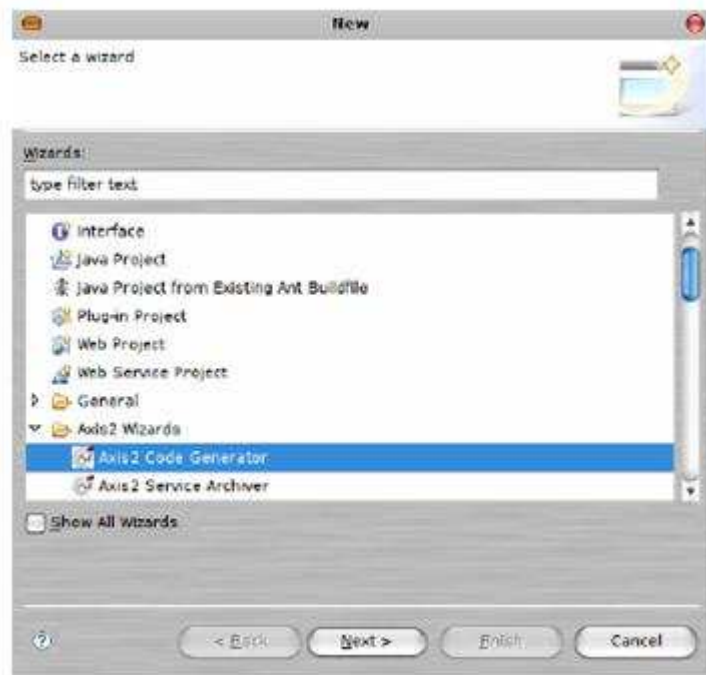 New
Select a wizard
Wizards:
type filter text
Interface
Java Project
Java Project from Existing Ant Buildfile
Plug-in Project
Web Project
Web Service Project
General
Axis2 Wizards
Axis2 Code Generator
Axis2 Service Archiver
Show All Wizards
?
< Back
Next >
Finish
Cancel